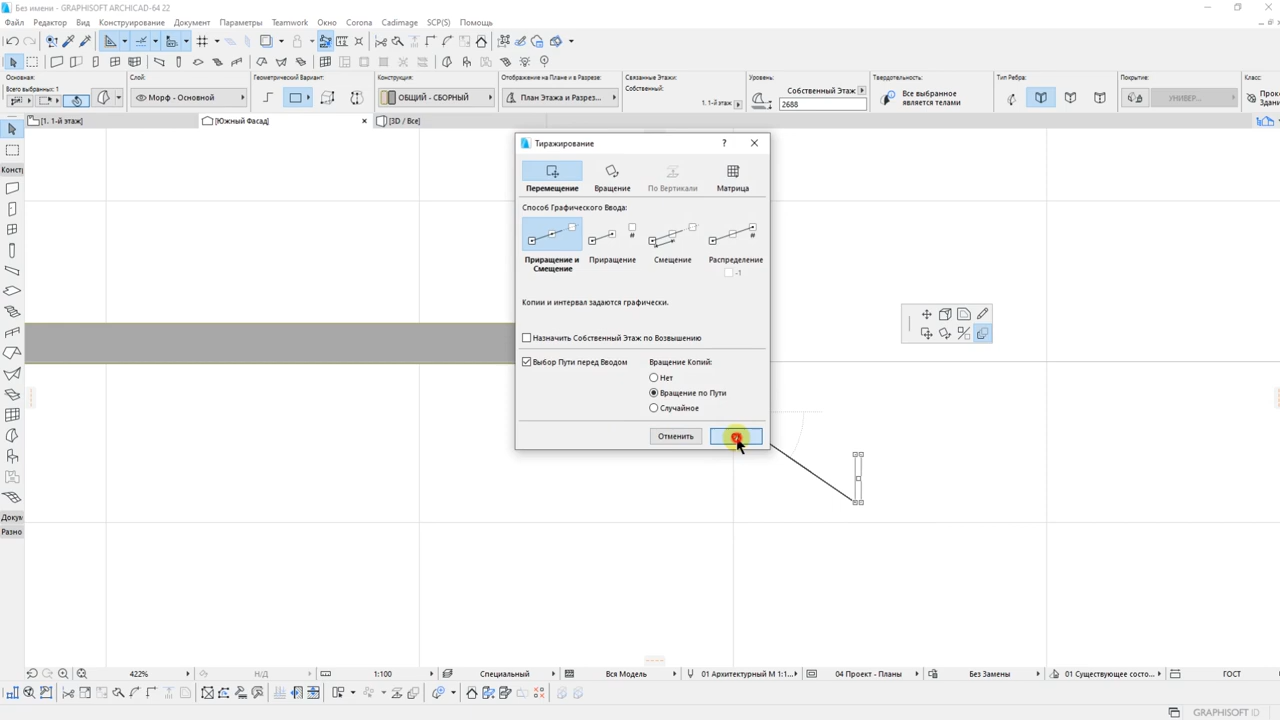 Без имени - GRAPHISOFT ARCHICAD-64 22
Файл Редактор Вид Конструирование Документ Параметры Teamwork Окно Corona Cadimage SCP(S) Помощь
Основная: Слой: Геометрический Вариант: Конструкция: Отображение на Плане и в Разрезе: Связанные Этажи: Уровень: Твердотельность: Тип Ребра: Покрытие: Класс:
Всего выбранных: 1
Собственный:
Собственный Этаж
Морф - Основной
ОБЩИЙ - СБОРНЫЙ
План Этажа и Разрез...
1. 1-й этаж
2688
Все выбранное
является телами
УНИВЕР...
[1. 1-й этаж]
[Южный Фасад]
[3D / Все]
Конст
Докум
Разно
Тиражирование
?
Перемещение
Вращение
По Вертикали
Матрица
Способ Графического Ввода:
Приращение и
Смещение
Приращение
Смещение
Распределение
-1
Копии и интервал задаются графически.
Назначить Собственный Этаж по Возвышению
Выбор Пути перед Вводом
Вращение Копий:
Нет
Вращение по Пути
Случайное
Отменить
422%
Н/Д
1:100
Специальный
Вся Модель
01 Архитектурный М 1:1...
04 Проект - Планы
Без Замены
01 Существующее состо...
ГОСТ
GRAPHISOFT ID